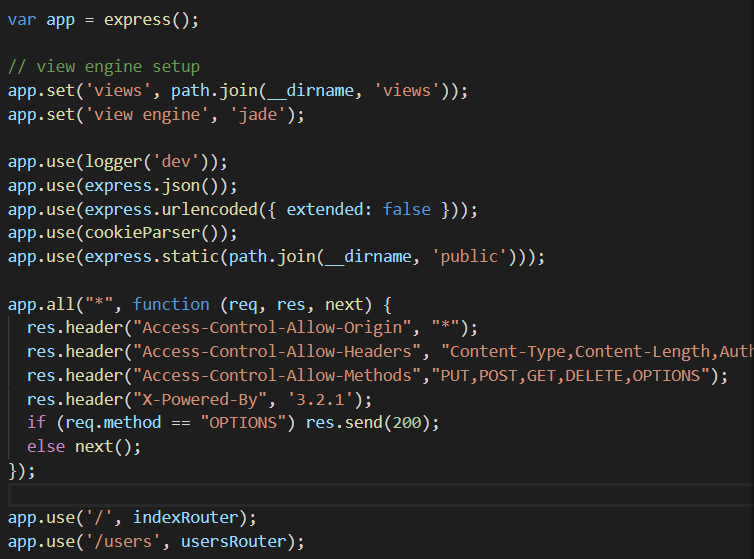 var app = express();
// view engine setup
app.set('views', path.join(__dirname, 'views'));
app.set('view engine', 'jade');
app.use(logger('dev'));
app.use(express.json());
app.use(express.urlencoded({ extended: false }));
app.use(cookieParser());
app.use(express.static(path.join(__dirname, 'public')));
app.all("*", function (req, res, next) {
  res.header("Access-Control-Allow-Origin", "*");
  res.header("Access-Control-Allow-Headers", "Content-Type,Content-Length,Auth
  res.header("Access-Control-Allow-Methods","PUT,POST,GET,DELETE,OPTIONS");
  res.header("X-Powered-By", '3.2.1');
  if (req.method == "OPTIONS") res.send(200);
  else next();
});
app.use('/', indexRouter);
app.use('/users', usersRouter);